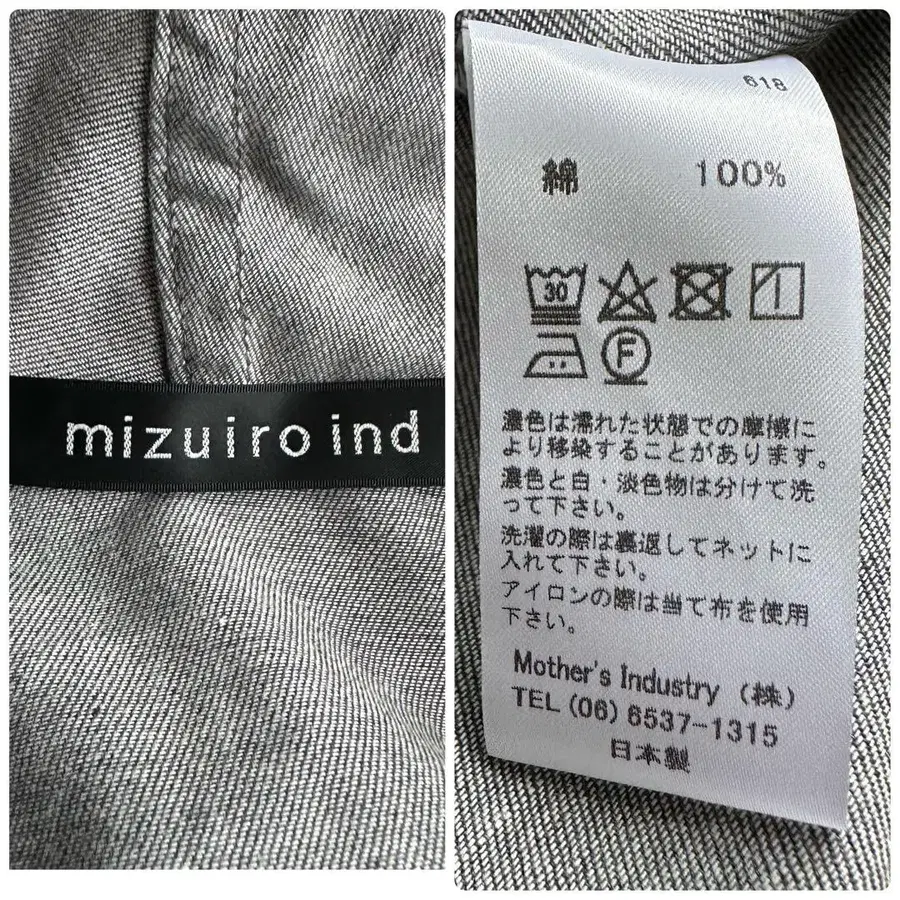 mizuiro ind
618
綿 100%
30
F
濃色は濡れた状態での摩擦に
より移染することがあります。
濃色と白・淡色物は分けて洗
って下さい。
洗濯の際は裏返してネットに
入れて下さい。
アイロンの際は当て布を使用
下さい。
Mother's Industry (株)
TEL (06) 6537-1315
日本製